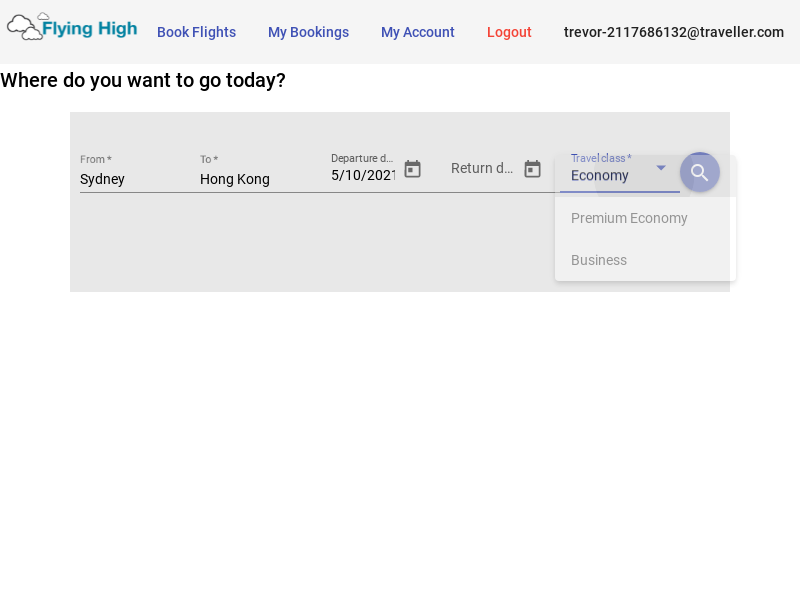 Flying High
Book Flights
My Bookings
My Account
Logout
trevor-2117686132@traveller.com
Where do you want to go today?
From *
Sydney
To *
Hong Kong
Departure d...
5/10/2021
Return d...
Travel class *
Economy
Premium Economy
Business